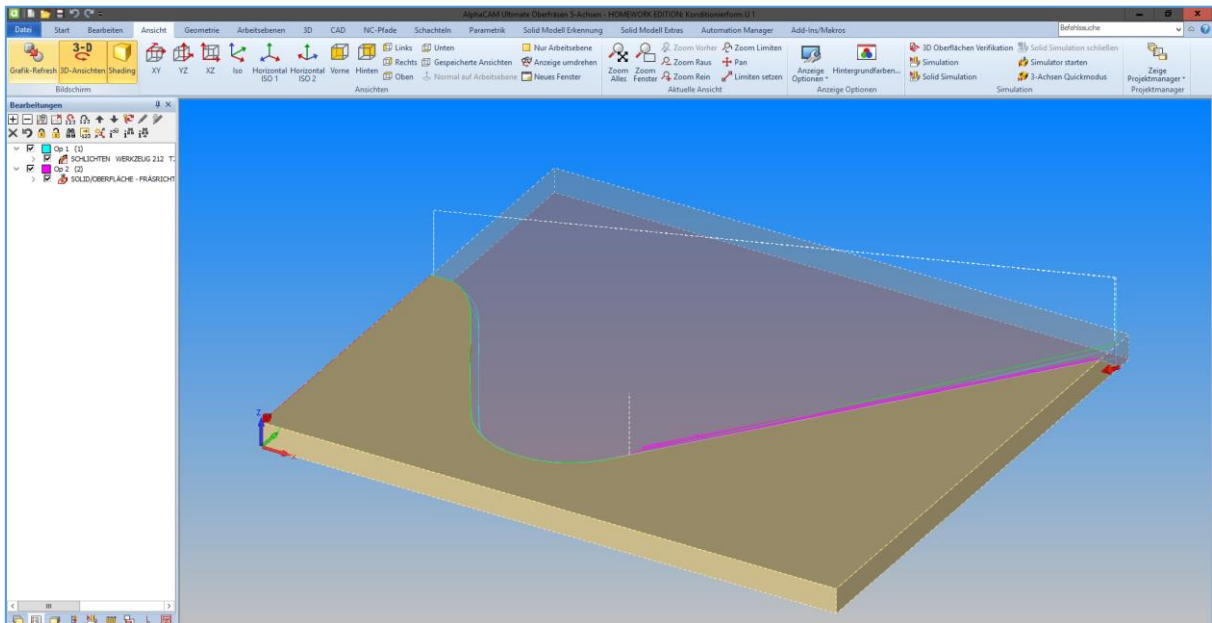 AlphaCAM Ultimate Oberfräsen 5-Achsen - HOMEWORK EDITION: Konditionierform U 1
Datei Start Bearbeiten Ansicht Geometrie Arbeitsebenen 3D CAD NC-Pfade Schachteln Parametrik Solid Modell Erkennung Solid Modell Extras Automation Manager Add-Ins/Makros Befehlssuche
Links Unten Nur Arbeitsebene Zoom Vorher Zoom Limiten 3D Oberflächen Verifikation Solid Simulation schließen
Rechts Gespeicherte Ansichten Anzeige umdrehen Zoom Raus Pan Simulation Simulator starten
Oben Normal auf Arbeitsebene Neues Fenster Zoom Rein Limiten setzen Solid Simulation 3-Achsen Quickmodus
Grafik-Refresh 3D-Ansichten Shading XY YZ XZ Iso Horizontal ISO 1 Horizontal ISO 2 Vorne Hinten Zoom Alles Zoom Fenster Anzeige Optionen Hintergrundfarben... Zeige Projektmanager
Bildschirm Ansichten Aktuelle Ansicht Anzeige Optionen Simulation Projektmanager
Bearbeitungen
Op 1 (1)
SCHLICHTEN WERKZEUG 212
Op 2 (2)
SOLID/OBERFLÄCHE - FRÄSRICHT
Z
X